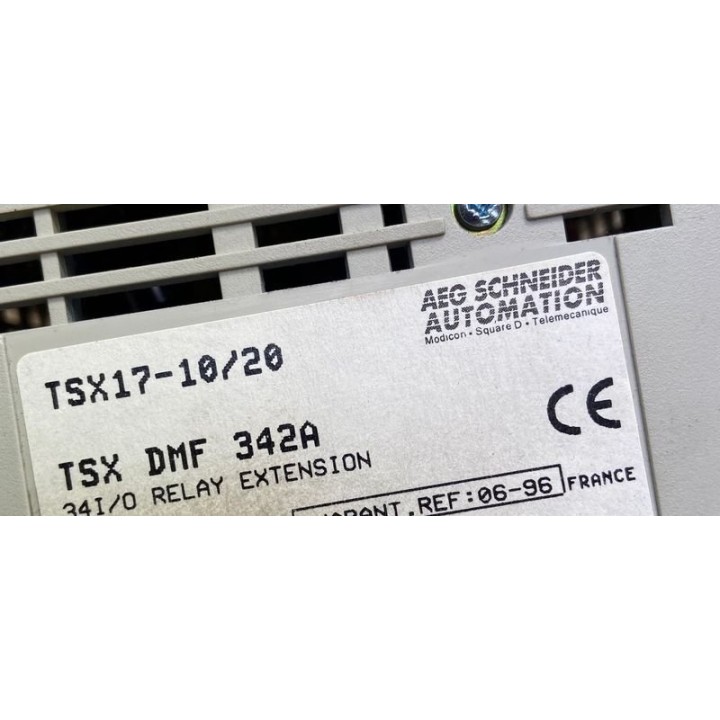 AEG SCHNEIDER
AUTOMATION
Modicon • Square D • Telemecanique
TSX17-10/20
CE
TSX DMF 342A
34I/O RELAY EXTENSION
REF:06-96 FRANCE